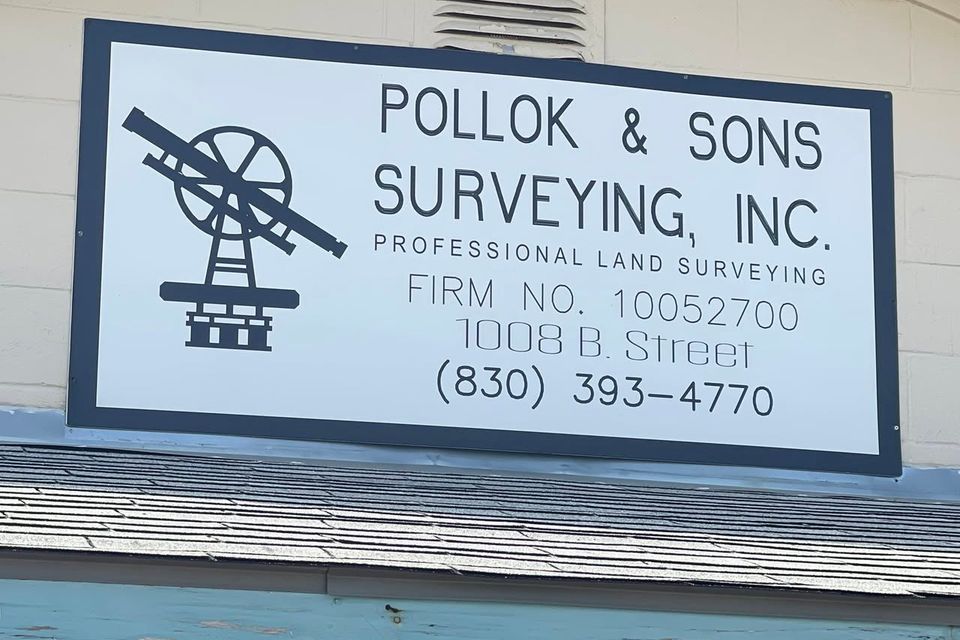 POLLOK & SONS
SURVEYING, INC.
PROFESSIONAL LAND SURVEYING
FIRM NO. 10052700
1008 B. Street
(830) 393-4770